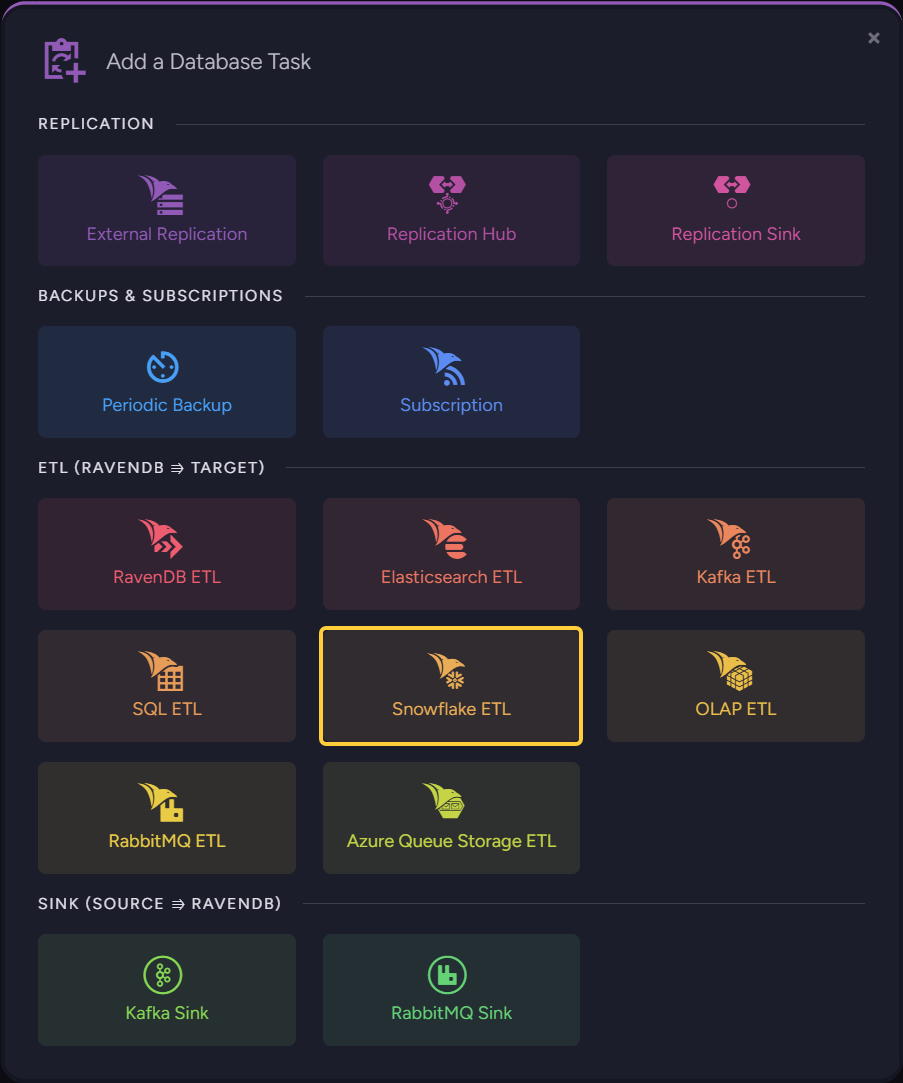 Add a Database Task
×
REPLICATION
External Replication
Replication Hub
Replication Sink
BACKUPS & SUBSCRIPTIONS
Periodic Backup
Subscription
ETL (RAVENDB ⇛ TARGET)
RavenDB ETL
Elasticsearch ETL
Kafka ETL
SQL ETL
Snowflake ETL
OLAP ETL
RabbitMQ ETL
Azure Queue Storage ETL
SINK (SOURCE ⇛ RAVENDB)
Kafka Sink
RabbitMQ Sink